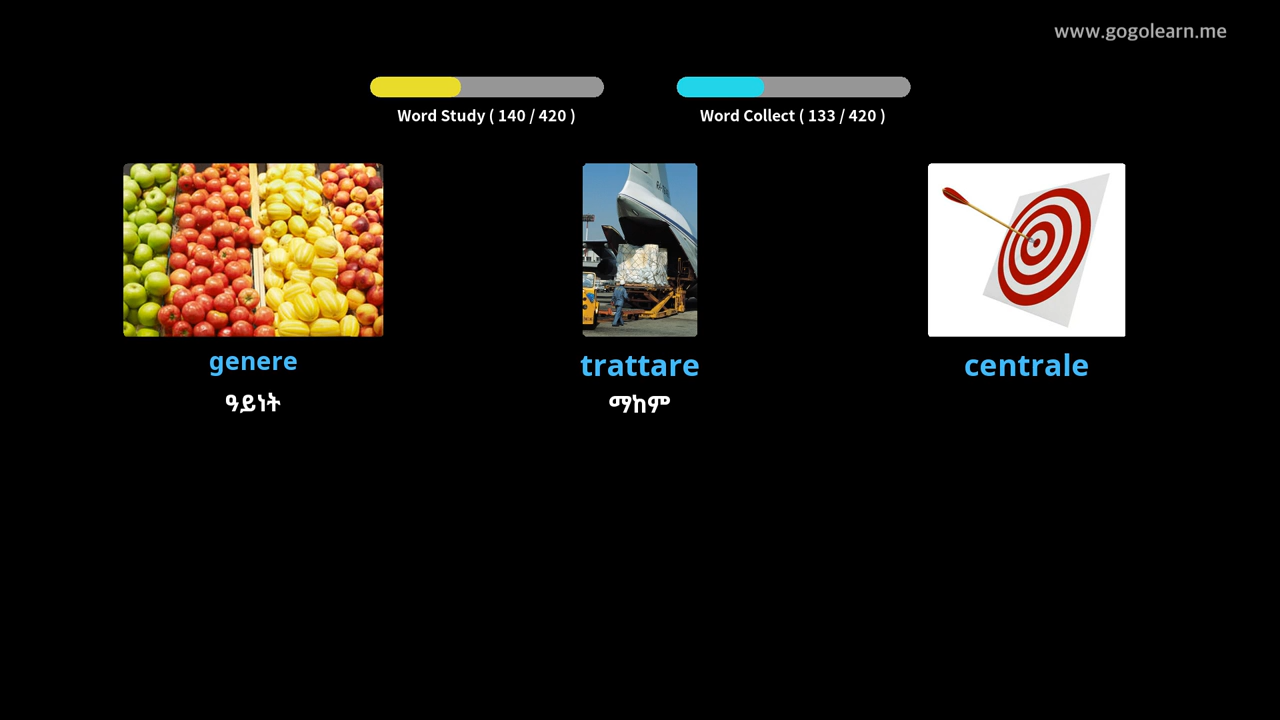 www.gogolearn.me
Word Study ( 140 / 420 )
Word Collect ( 133 / 420 )
genere
trattare
centrale
ዓይነት
ማከም